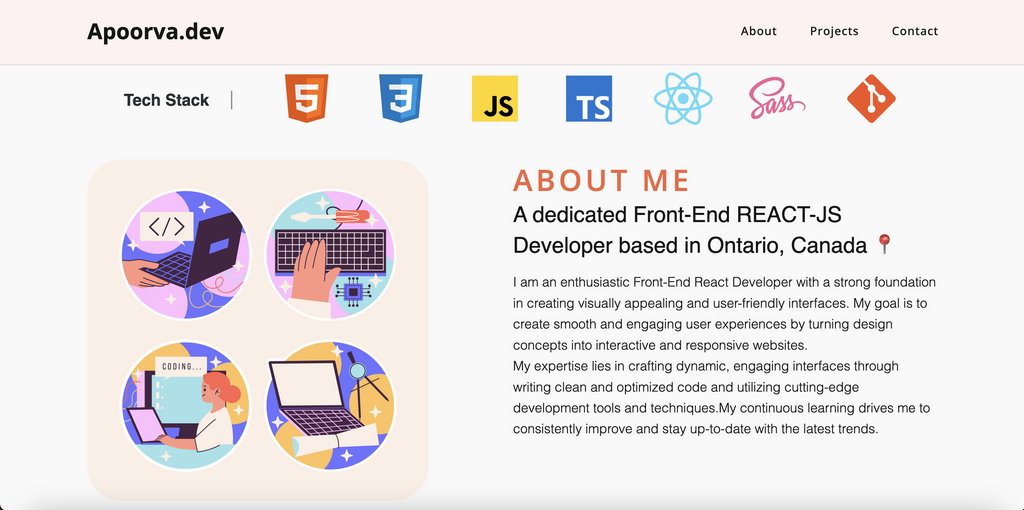 Apoorva.dev
About
Projects
Contact
Tech Stack
5
3
JS
TS
Sass
</>
CODING...
ABOUT ME
A dedicated Front-End REACT-JS
Developer based in Ontario, Canada
I am an enthusiastic Front-End React Developer with a strong foundation
in creating visually appealing and user-friendly interfaces. My goal is to
create smooth and engaging user experiences by turning design
concepts into interactive and responsive websites.
My expertise lies in crafting dynamic, engaging interfaces through
writing clean and optimized code and utilizing cutting-edge
development tools and techniques.My continuous learning drives me to
consistently improve and stay up-to-date with the latest trends.